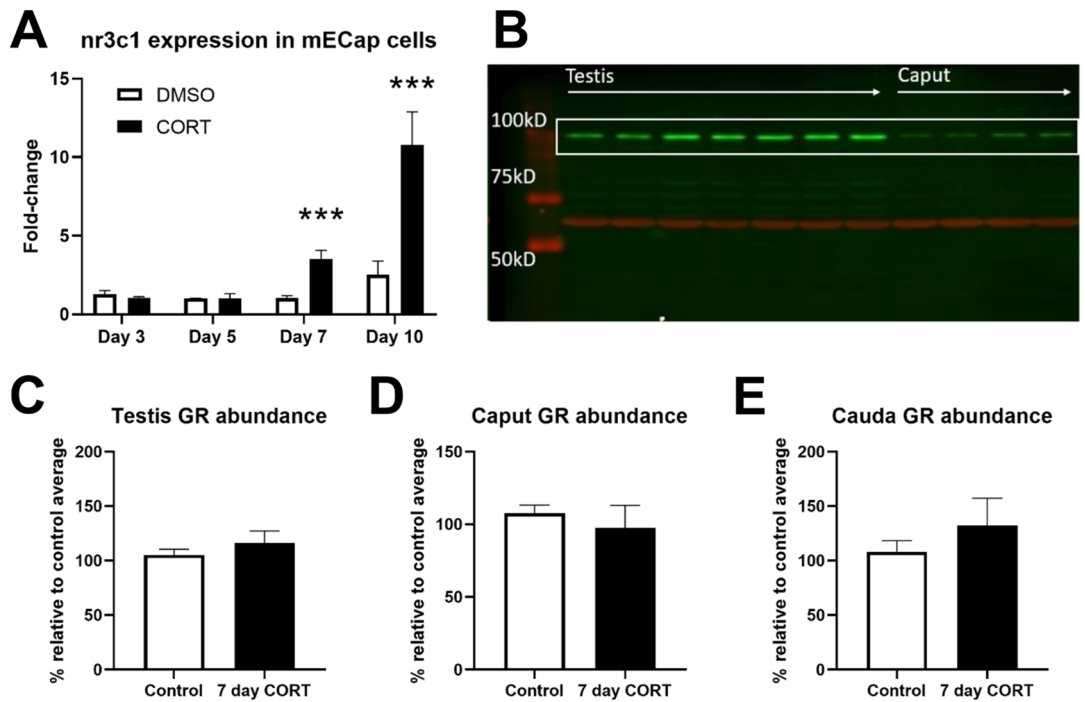 A
nr3c1 expression in mECap cells
Fold-change
15
10
5
0
DMSO
CORT
***
***
Day 3 Day 5 Day 7 Day 10
B
Testis Caput
100kD
75kD
50kD
C
Testis GR abundance
% relative to control average
200
150
100
50
0
Control 7 day CORT
D
Caput GR abundance
% relative to control average
150
100
50
0
Control 7 day CORT
E
Cauda GR abundance
% relative to control average
200
150
100
50
0
Control 7 day CORT